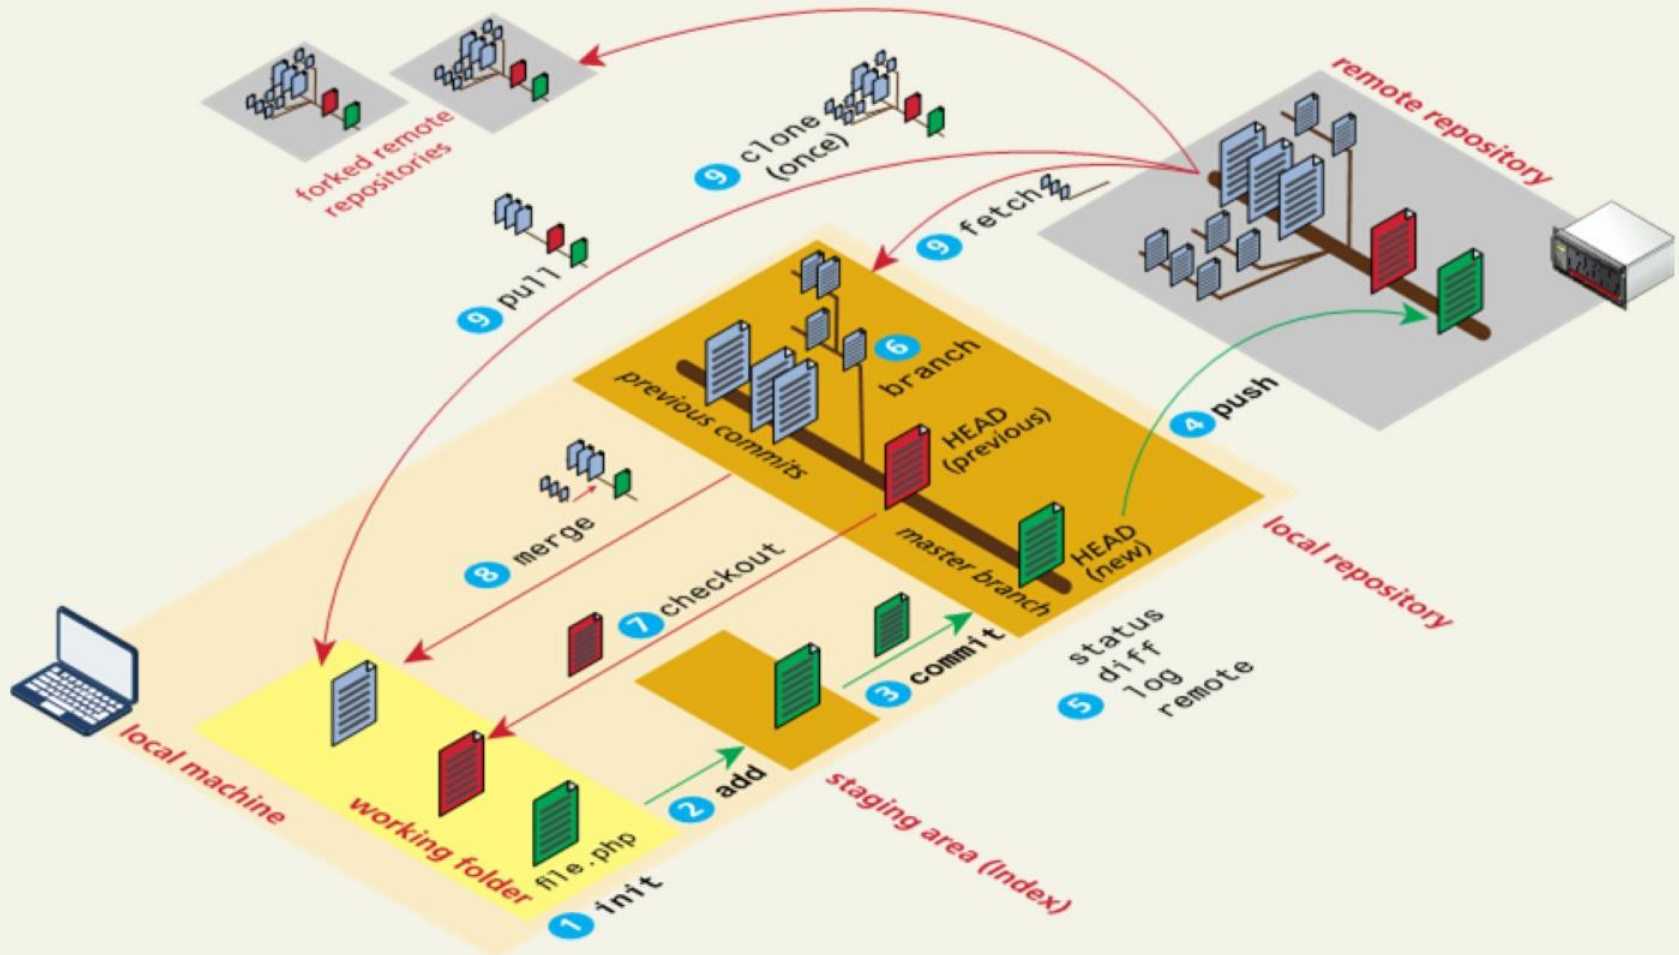 remote repository
forked remote
repositories
9 clone
(once)
9 fetch
9 pull
6
branch
previous commits
HEAD
(previous)
4 push
8 merge
master branch
HEAD
(new)
local repository
7 checkout
3 commit
status
diff
log
5
remote
local machine
working folder
file.php
2 add
staging area (Index)
1 init